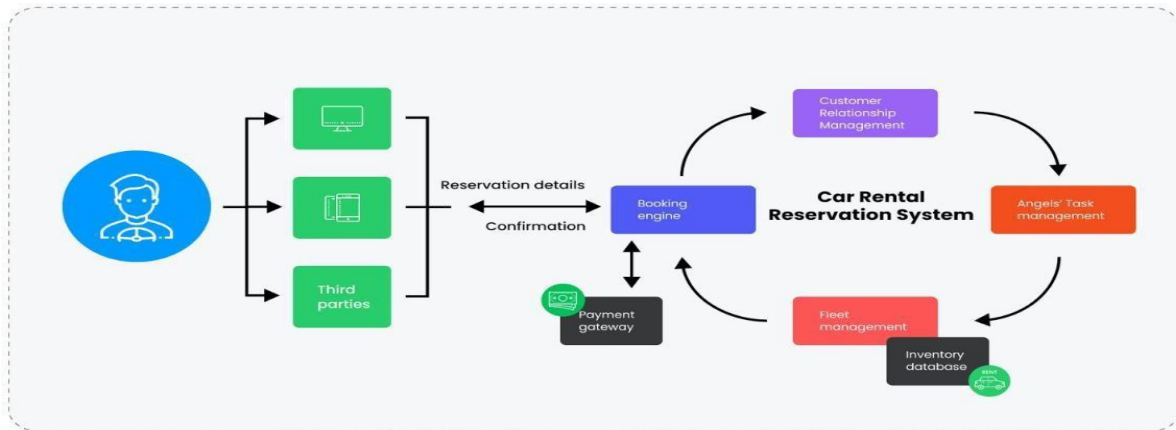 Third
parties
Reservation details
Confirmation
Booking
engine
Payment
gateway
Customer
Relationship
Management
Car Rental
Reservation System
Angels' Task
management
Fleet
management
Inventory
database
RENT